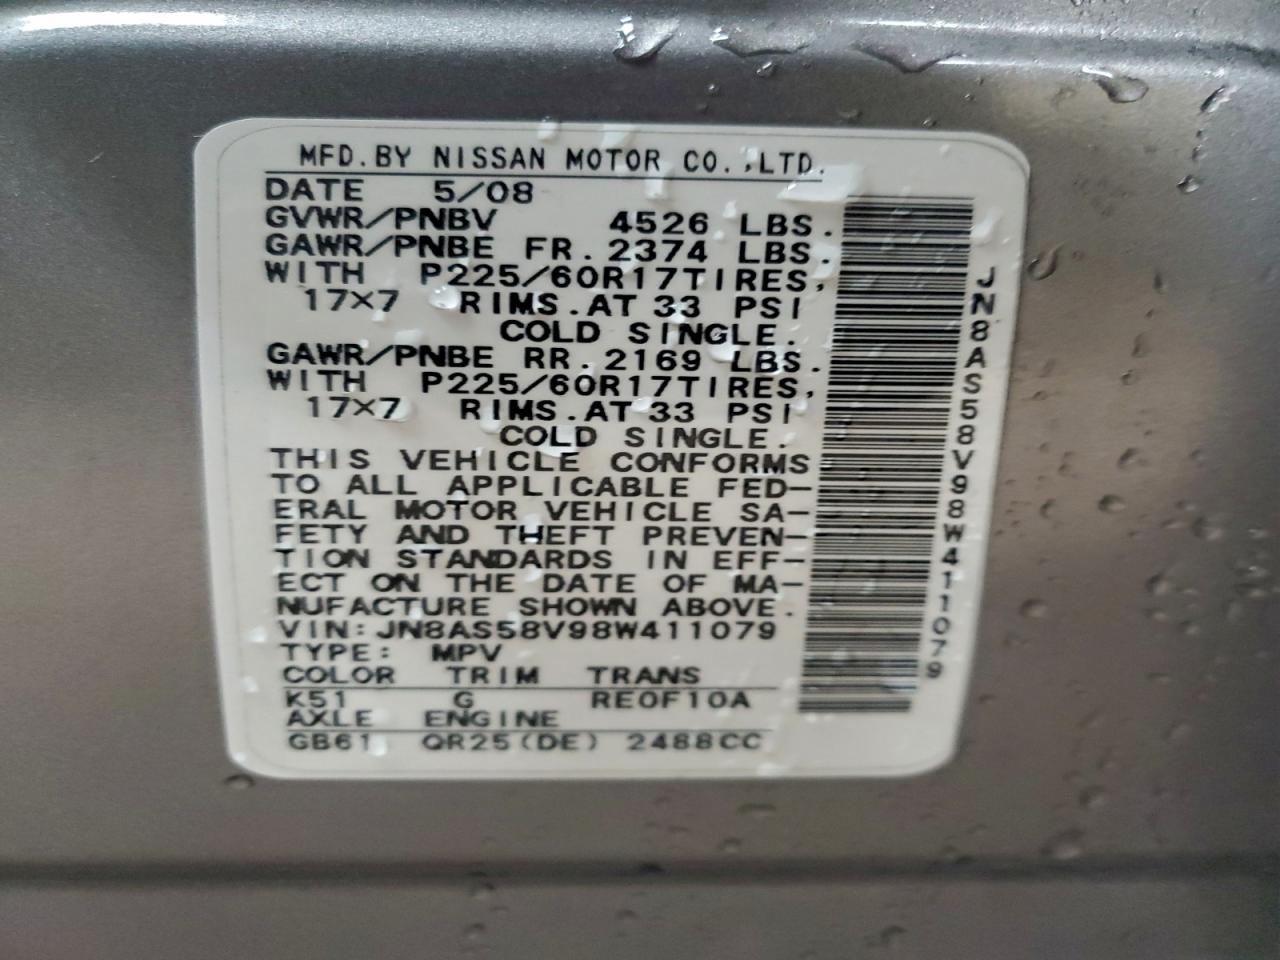 MFD.BY NISSAN MOTOR CO.,LTD.
DATE 5/08
GVWR/PNBV 4526 LBS.
GAWR/PNBE FR. 2374 LBS.
WITH P225/60R17TIRES,
17×7 RIMS.AT 33 PSI
COLD SINGLE.
GAWR/PNBE RR. 2169 LBS.
WITH P225/60R17TIRES,
17×7 RIMS.AT 33 PSI
COLD SINGLE.
THIS VEHICLE CONFORMS
TO ALL APPLICABLE FED-
ERAL MOTOR VEHICLE SA-
FETY AND THEFT PREVEN-
TION STANDARDS IN EFF-
ECT ON THE DATE OF MA-
NUFACTURE SHOWN ABOVE.
VIN:JN8AS58V98W411079
TYPE: MPV
COLOR TRIM TRANS
K51 G RE0F10A
AXLE ENGINE
GB61 QR25(DE) 2488CC
JN8AS58V98W411079